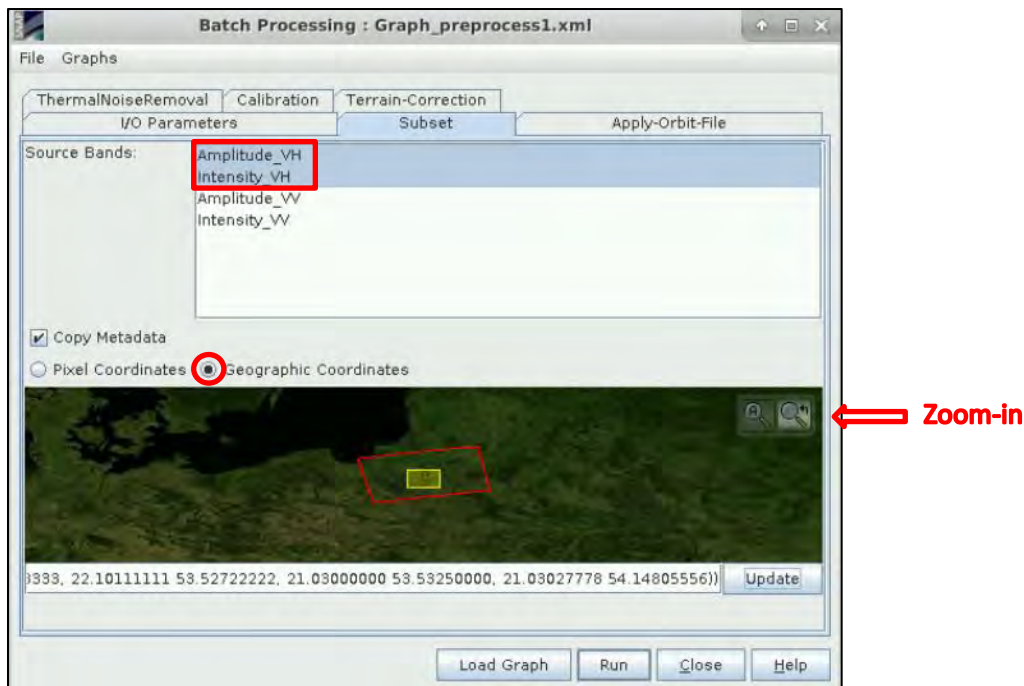 Batch Processing : Graph_preprocess1.xml
File Graphs
ThermalNoiseRemoval Calibration Terrain-Correction
I/O Parameters Subset Apply-Orbit-File
Source Bands:
Amplitude_VH
Intensity_VH
Amplitude_VV
Intensity_VV
Copy Metadata
Pixel Coordinates Geographic Coordinates
Zoom-in
3333, 22.10111111 53.52722222, 21.03000000 53.53250000, 21.03027778 54.14805556)) Update
Load Graph Run Close Help